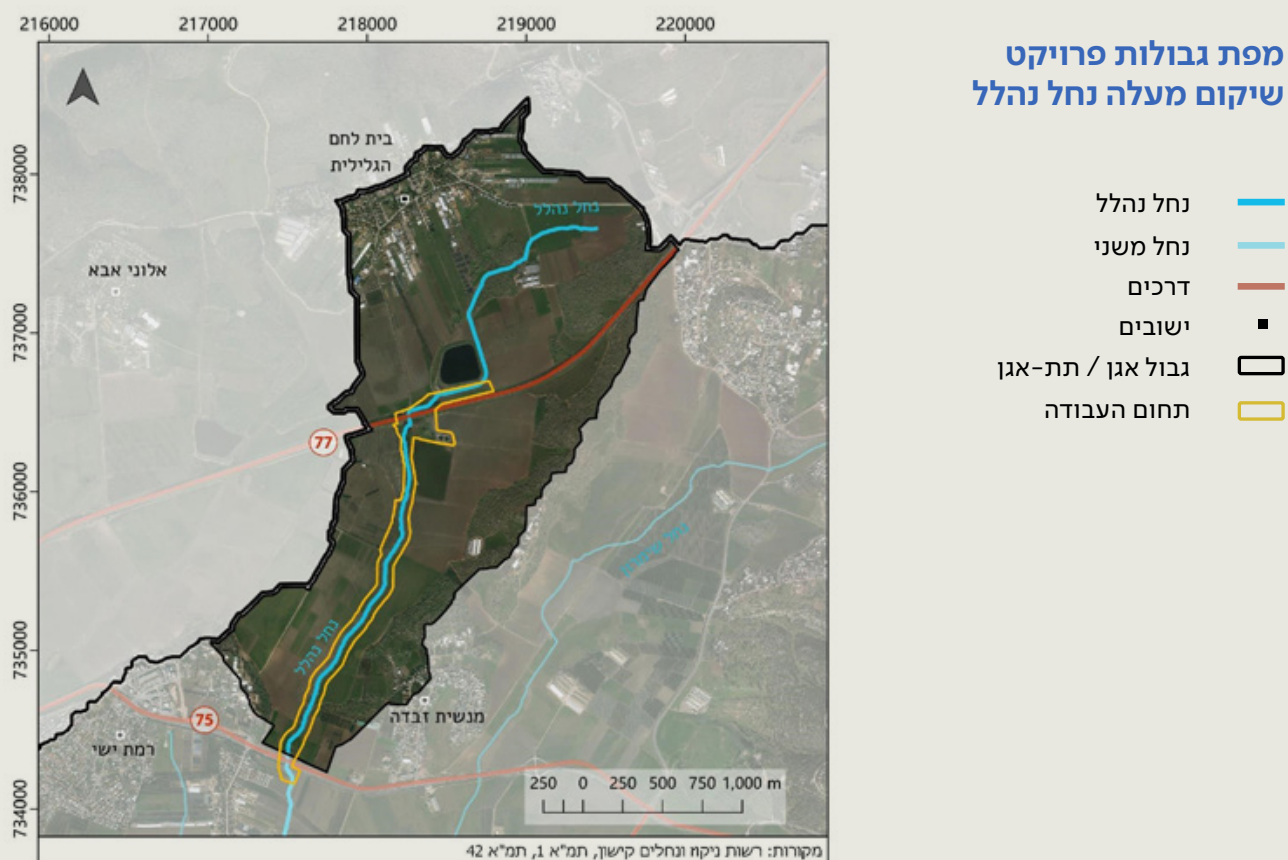 מפת גבולות פרויקט
שיקום מעלה נחל נהלל
נחל נהלל
נחל משני
דרכים
ישובים
גבול אגן / תת-אגן
תחום העבודה
216000
217000
218000
219000
220000
738000
737000
736000
735000
734000
בית לחם
הגלילית
נחל נהלל
אלוני אבא
77
נחל
נחל נהלל
מנשית זבדה
75
רמת ישי
250 0 250 500 750 1,000 m
מקורות: רשות ניקוז ונחלים קישון, תמ"א 1, תמ"א 42